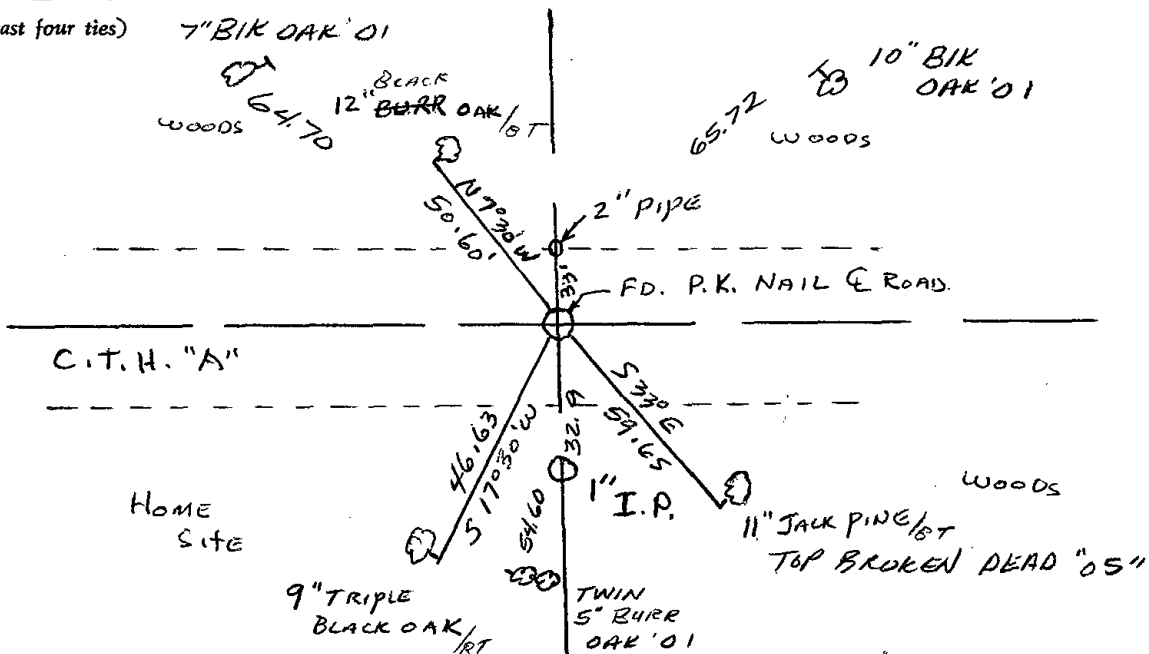 ast four ties)
7" BlK OAK '01
64.70
WOODS
BLACK
12" BURR OAK/BT
N 7°30'W
50.60'
10" BlK
OAK '01
65.72
WOODS
2" PIPE
33'
FD. P.K. NAIL ℄ ROAD.
C.T.H. "A"
S 33° E
59.65
32.9
46.63
S 17°30'W
1" I.P.
54.60
HOME
SITE
WOODS
11" JACK PINE/BT
TOP BROKEN DEAD "05"
9" TRIPLE
BLACK OAK/BT
TWIN
5" BURR
OAK '01